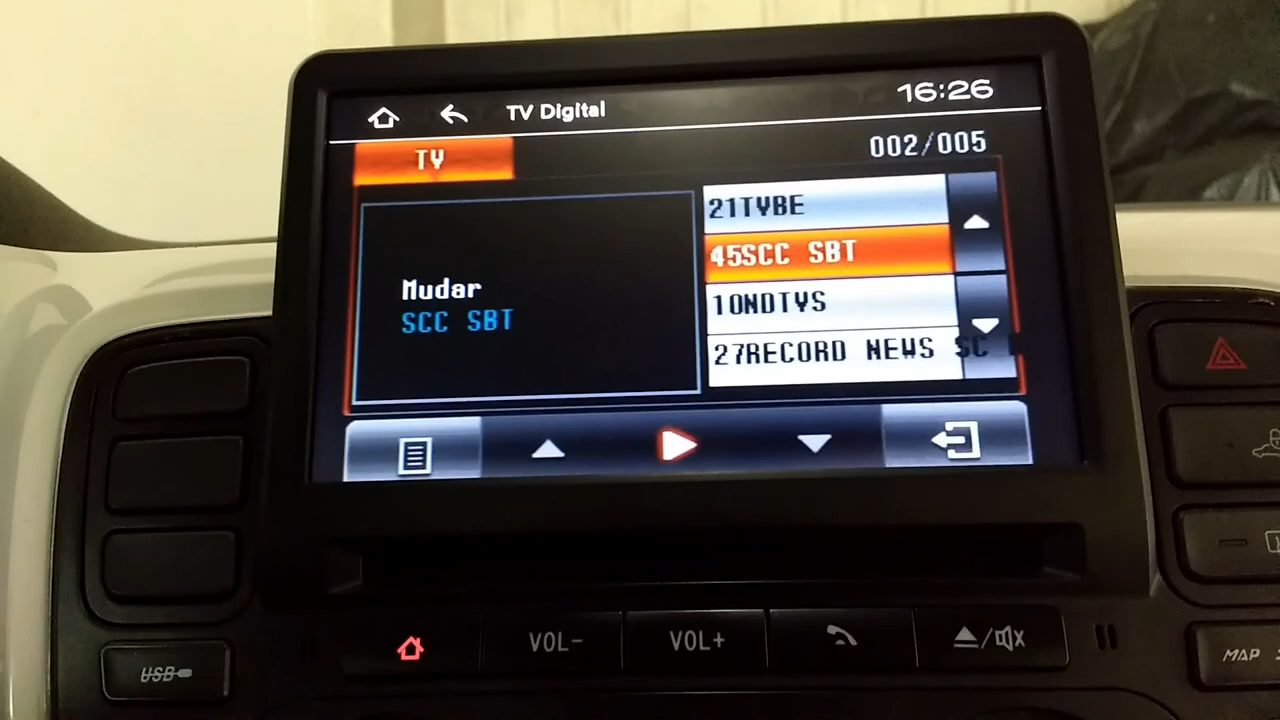 TV Digital
16:26
TV
002/005
21TVBE
45SCC SBT
10NDTVS
27RECORD NEWS SC
Mudar
SCC SBT
VOL-
VOL+
USB
MAP